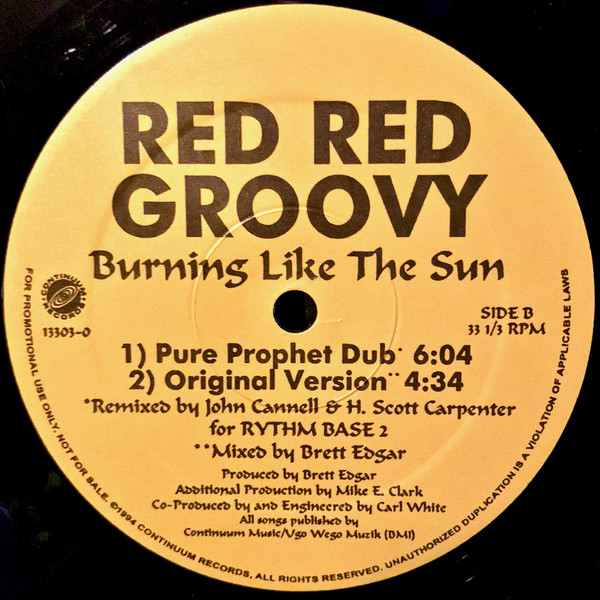 RED RED
GROOVY
Burning Like The Sun
CONTINUUM
RECORDS
13303-0
SIDE B
33 1/3 RPM
1) Pure Prophet Dub* 6:04
2) Original Version** 4:34
*Remixed by John Cannell & H. Scott Carpenter
for RYTHM BASE 2
**Mixed by Brett Edgar
Produced by Brett Edgar
Additional Production by Mike E. Clark
Co-Produced by and Engineered by Carl White
All songs published by
Continuum Music/Ugo Wego Muzik (BMI)
FOR PROMOTIONAL USE ONLY. NOT FOR SALE. ©1994 CONTINUUM RECORDS, ALL RIGHTS RESERVED. UNAUTHORIZED DUPLICATION IS A VIOLATION OF APPLICABLE LAWS